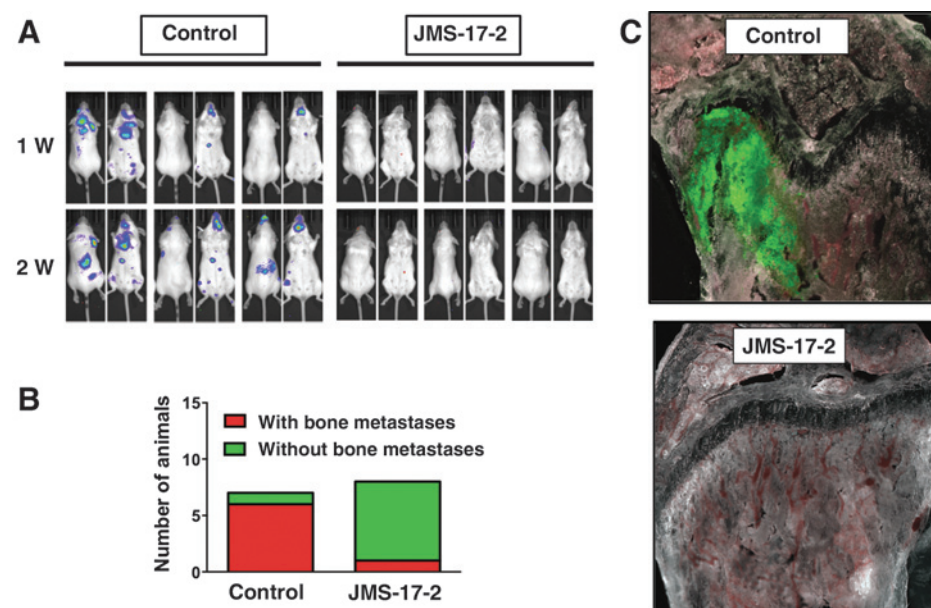 A
Control
JMS-17-2
1 W
2 W
B
Number of animals
15
10
5
0
With bone metastases
Without bone metastases
Control
JMS-17-2
C
Control
JMS-17-2